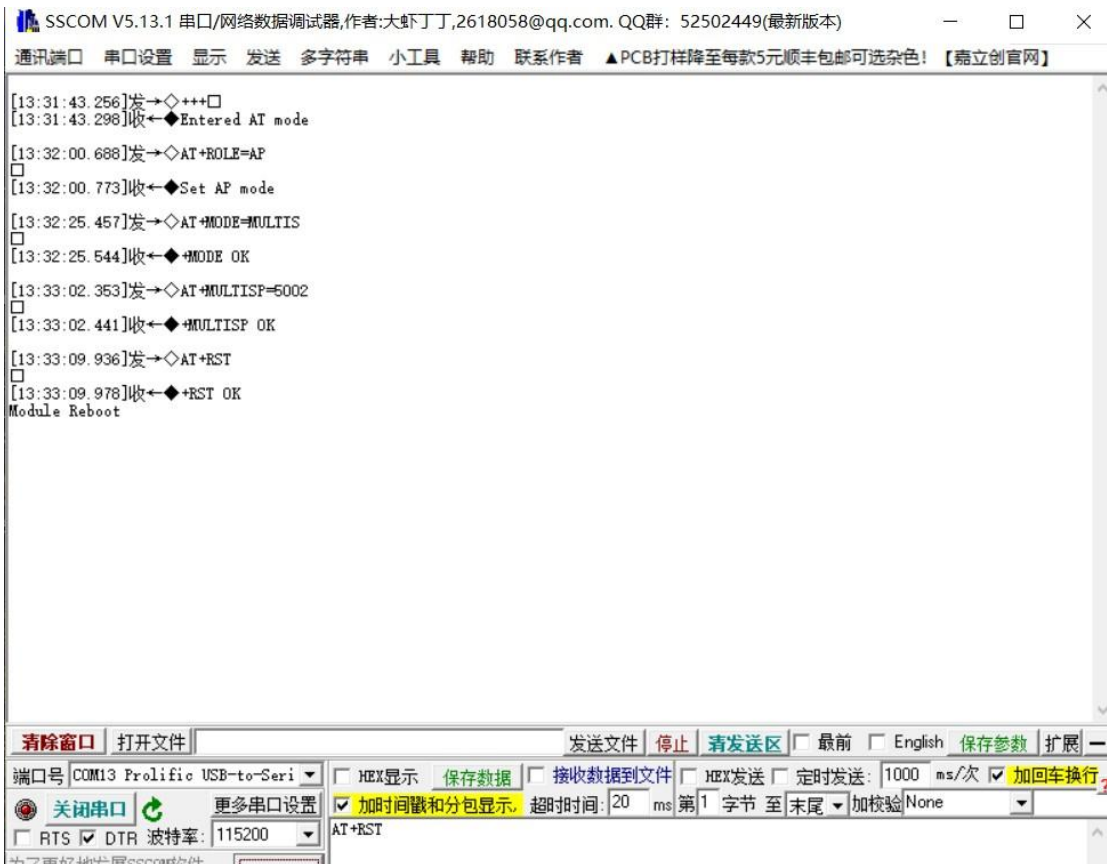 SSCOM V5.13.1 串口/网络数据调试器,作者:大虾丁丁,2618058@qq.com. QQ群: 52502449(最新版本)
通讯端口 串口设置 显示 发送 多字符串 小工具 帮助 联系作者 ▲PCB打样降至每款5元顺丰包邮可选杂色!【嘉立创官网】
[13:31:43.256]发→◇+++□
[13:31:43.298]收←◆Entered AT mode
[13:32:00.688]发→◇AT+ROLE=AP
□
[13:32:00.773]收←◆Set AP mode
[13:32:25.457]发→◇AT+MODE=MULTIS
□
[13:32:25.544]收←◆+MODE OK
[13:33:02.353]发→◇AT+MULTISP=5002
□
[13:33:02.441]收←◆+MULTISP OK
[13:33:09.936]发→◇AT+RST
□
[13:33:09.978]收←◆+RST OK
Module Reboot
清除窗口 打开文件 发送文件 停止 清发送区 最前 English 保存参数 扩展 —
端口号 COM13 Prolific USB-to-Seri HEX显示 保存数据 接收数据到文件 HEX发送 定时发送: 1000 ms/次 加回车换行
关闭串口 更多串口设置 加时间戳和分包显示, 超时时间: 20 ms 第1 字节 至 末尾 加校验 None
RTS DTR 波特率: 115200 AT+RST
为了更好地发展SSCOM软件